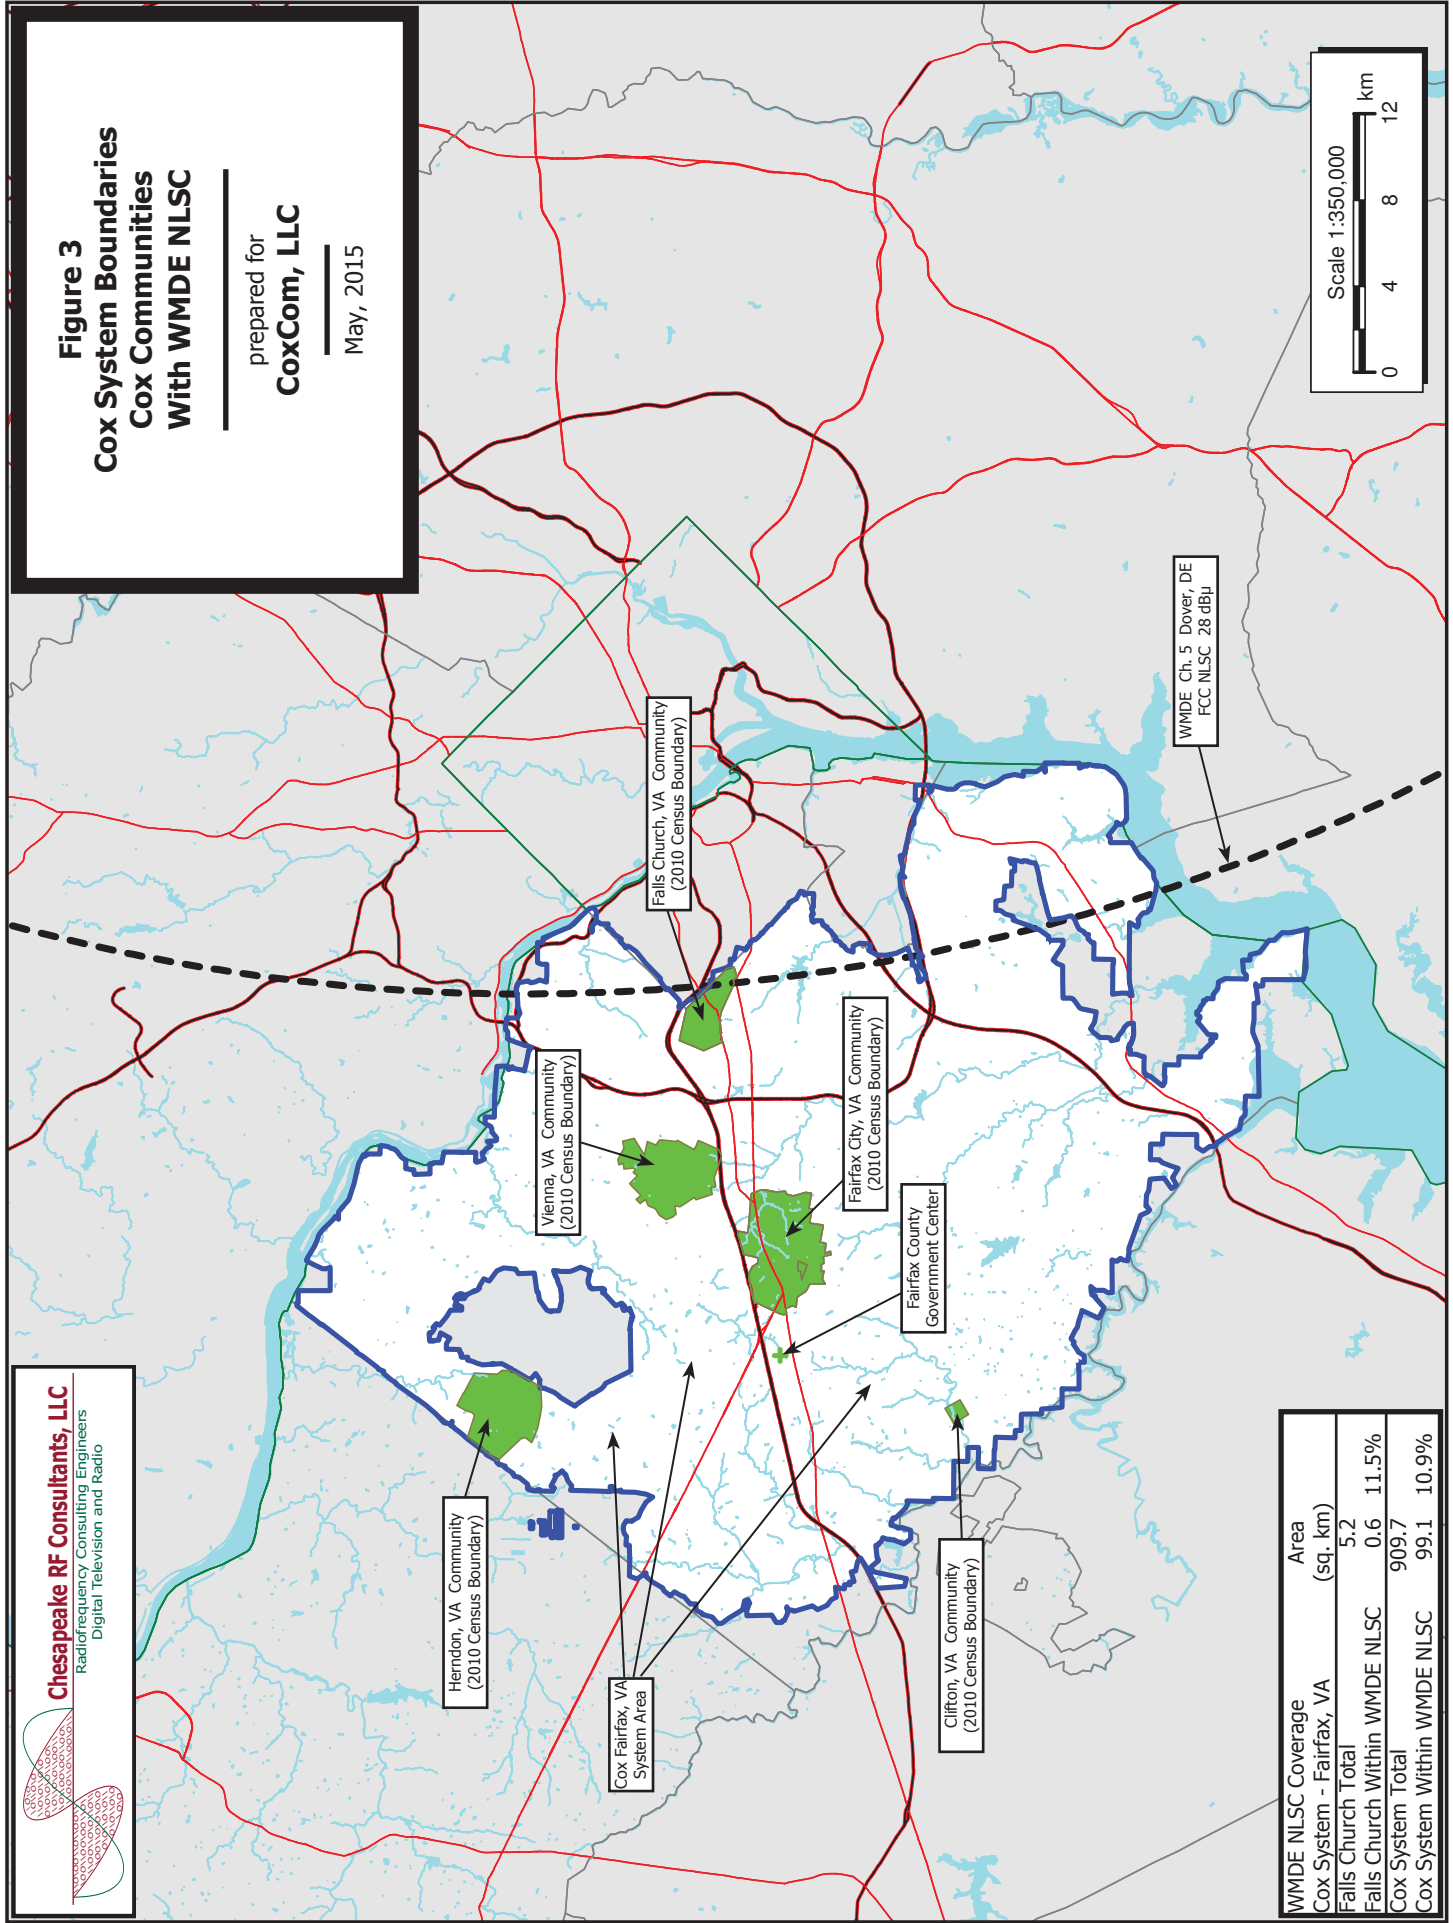 Chesapeake RF Consultants, LLC
Radiofrequency Consulting Engineers
Digital Television and Radio
Figure 3
Cox System Boundaries
Cox Communities
With WMDE NLSC
prepared for
CoxCom, LLC
May, 2015
Herndon, VA Community
(2010 Census Boundary)
Vienna, VA Community
(2010 Census Boundary)
Falls Church, VA Community
(2010 Census Boundary)
Cox Fairfax, VA
System Area
Fairfax City, VA Community
(2010 Census Boundary)
Fairfax County
Government Center
Clifton, VA Community
(2010 Census Boundary)
WMDE Ch. 5 Dover, DE
FCC NLSC 28 dBµ
WMDE NLSC Coverage Area
Cox System - Fairfax, VA (sq. km)
Falls Church Total 5.2
Falls Church Within WMDE NLSC 0.6 11.5%
Cox System Total 909.7
Cox System Within WMDE NLSC 99.1 10.9%
Scale 1:350,000
0 4 8 12 km